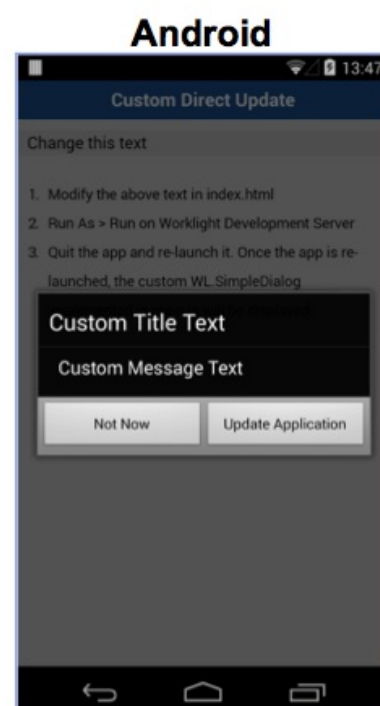 Android
13:47
Custom Direct Update
Change this text
1. Modify the above text in index.html
2. Run As > Run on Worklight Development Server
3. Quit the app and re-launch it. Once the app is re-
launched, the custom WL.SimpleDialog
Custom Title Text
Custom Message Text
Not Now
Update Application